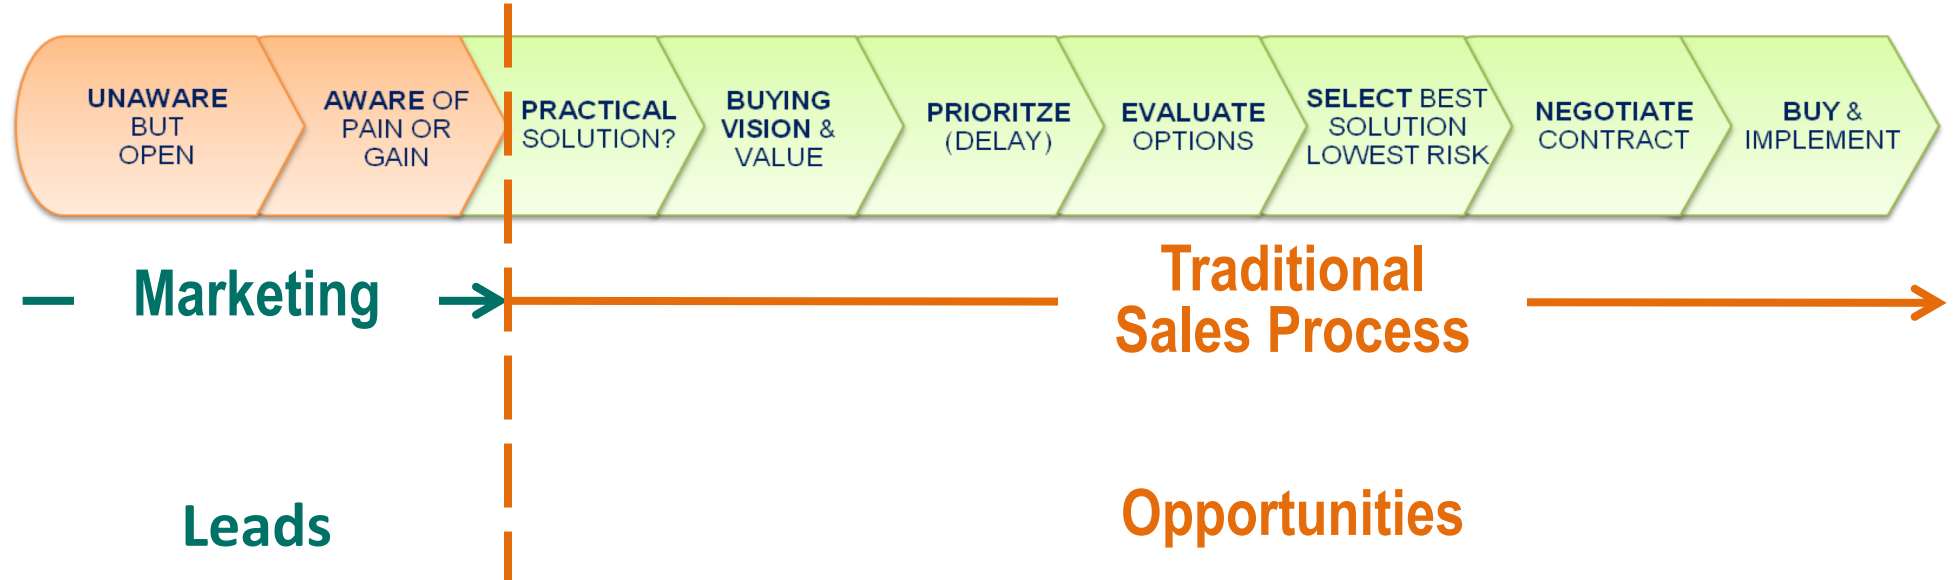 UNAWARE
BUT
OPEN
AWARE OF
PAIN OR
GAIN
PRACTICAL
SOLUTION?
BUYING
VISION &
VALUE
PRIORITZE
(DELAY)
EVALUATE
OPTIONS
SELECT BEST
SOLUTION
LOWEST RISK
NEGOTIATE
CONTRACT
BUY &
IMPLEMENT
Marketing
Traditional
Sales Process
Leads
Opportunities